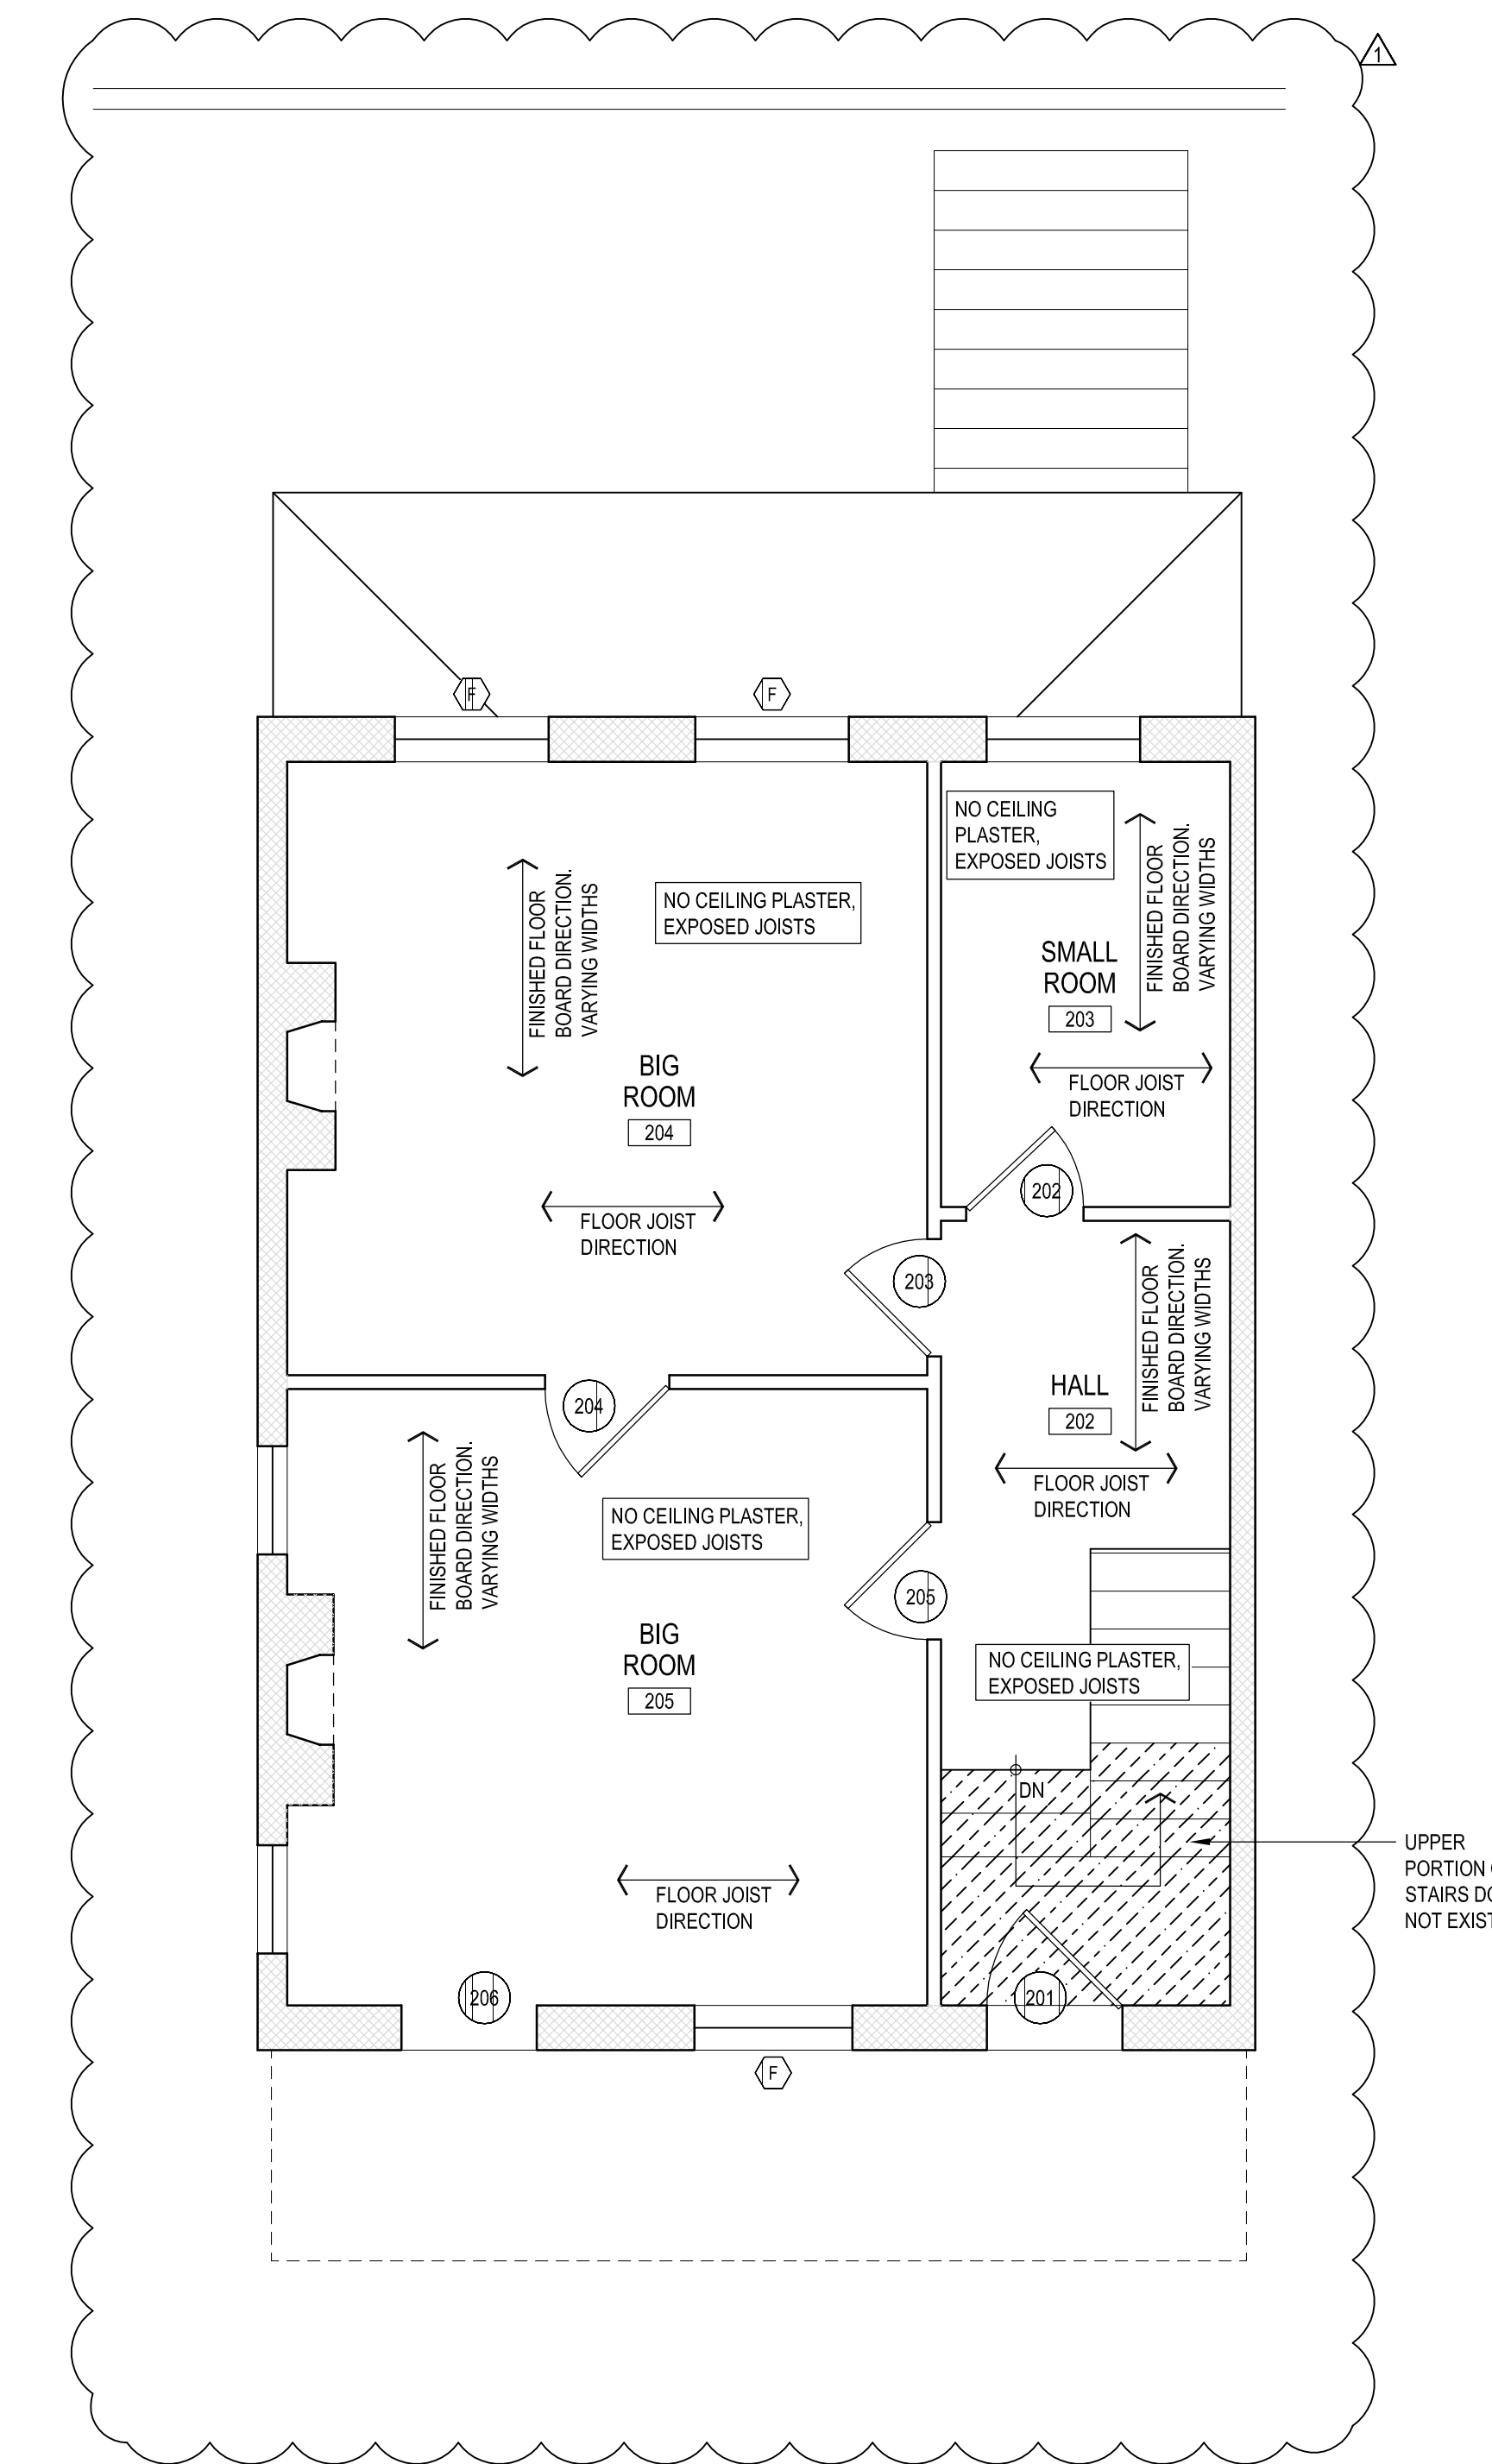 1
F
F
NO CEILING
PLASTER,
EXPOSED JOISTS
FINISHED FLOOR
BOARD DIRECTION.
VARYING WIDTHS
NO CEILING PLASTER,
EXPOSED JOISTS
FINISHED FLOOR
BOARD DIRECTION.
VARYING WIDTHS
SMALL
ROOM
203
BIG
ROOM
204
FLOOR JOIST
DIRECTION
202
FLOOR JOIST
DIRECTION
203
FINISHED FLOOR
BOARD DIRECTION.
VARYING WIDTHS
HALL
202
204
FLOOR JOIST
DIRECTION
FINISHED FLOOR
BOARD DIRECTION.
VARYING WIDTHS
NO CEILING PLASTER,
EXPOSED JOISTS
205
BIG
ROOM
205
NO CEILING PLASTER,
EXPOSED JOISTS
DN
UPPER
PORTION
STAIRS
NOT EXIST
FLOOR JOIST
DIRECTION
206
201
F